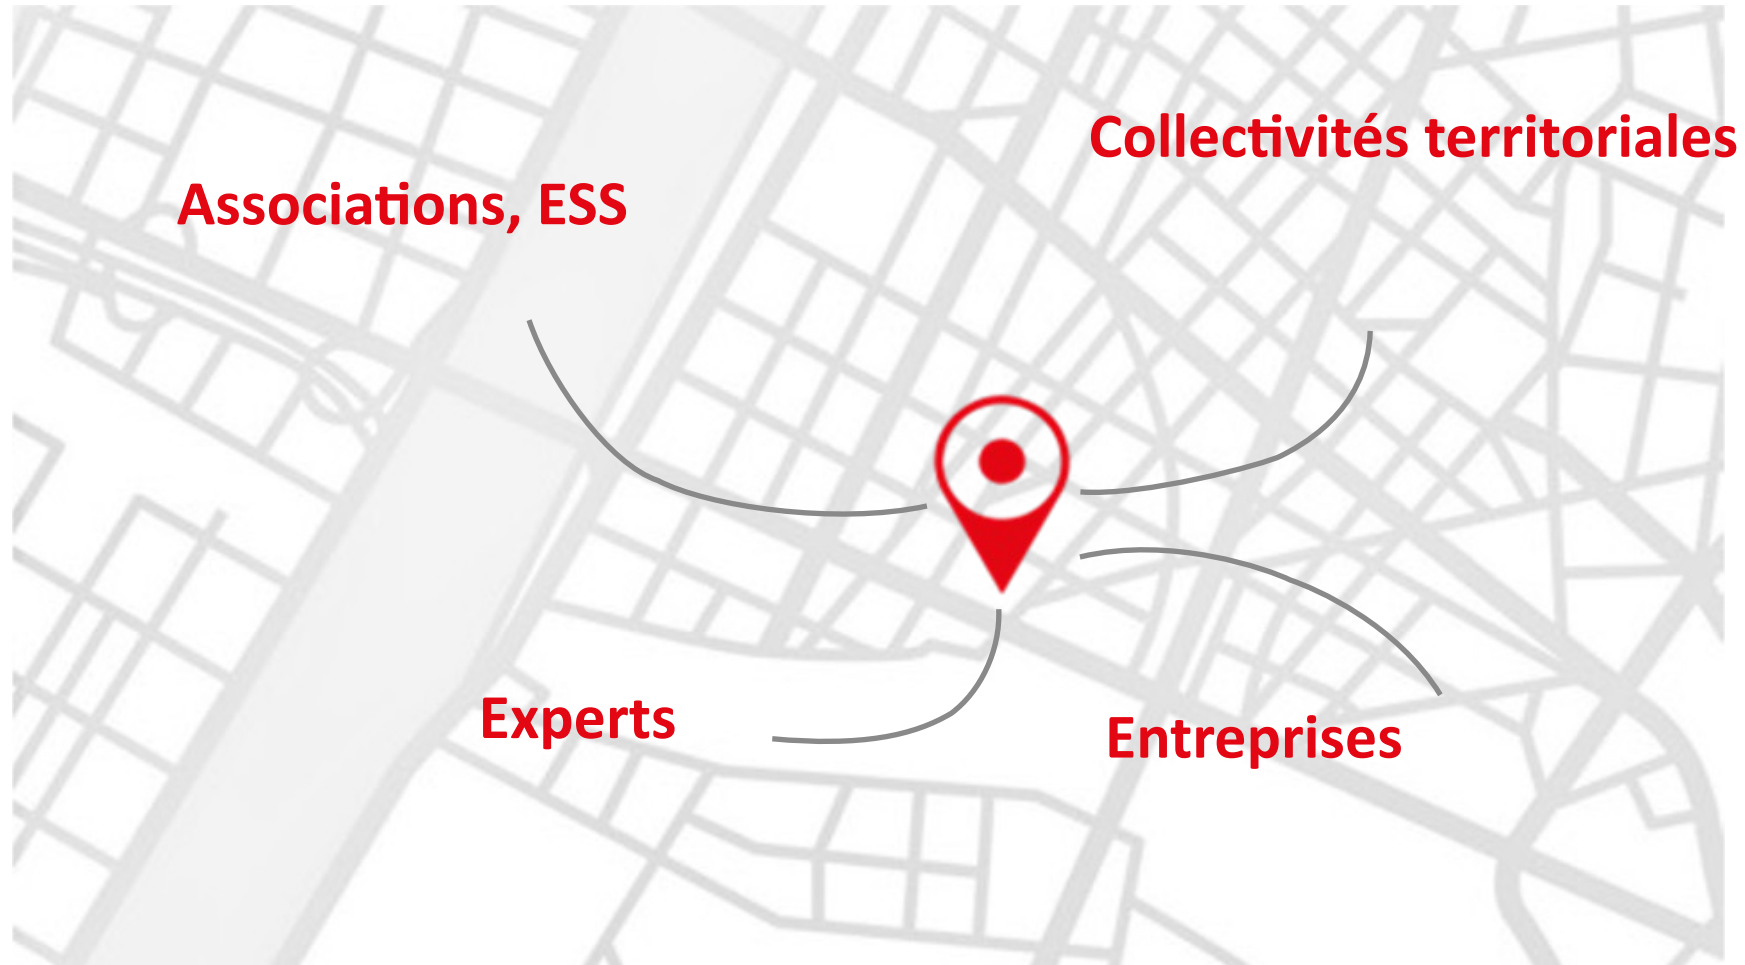 Collectivités territoriales
Associations, ESS
Experts
Entreprises